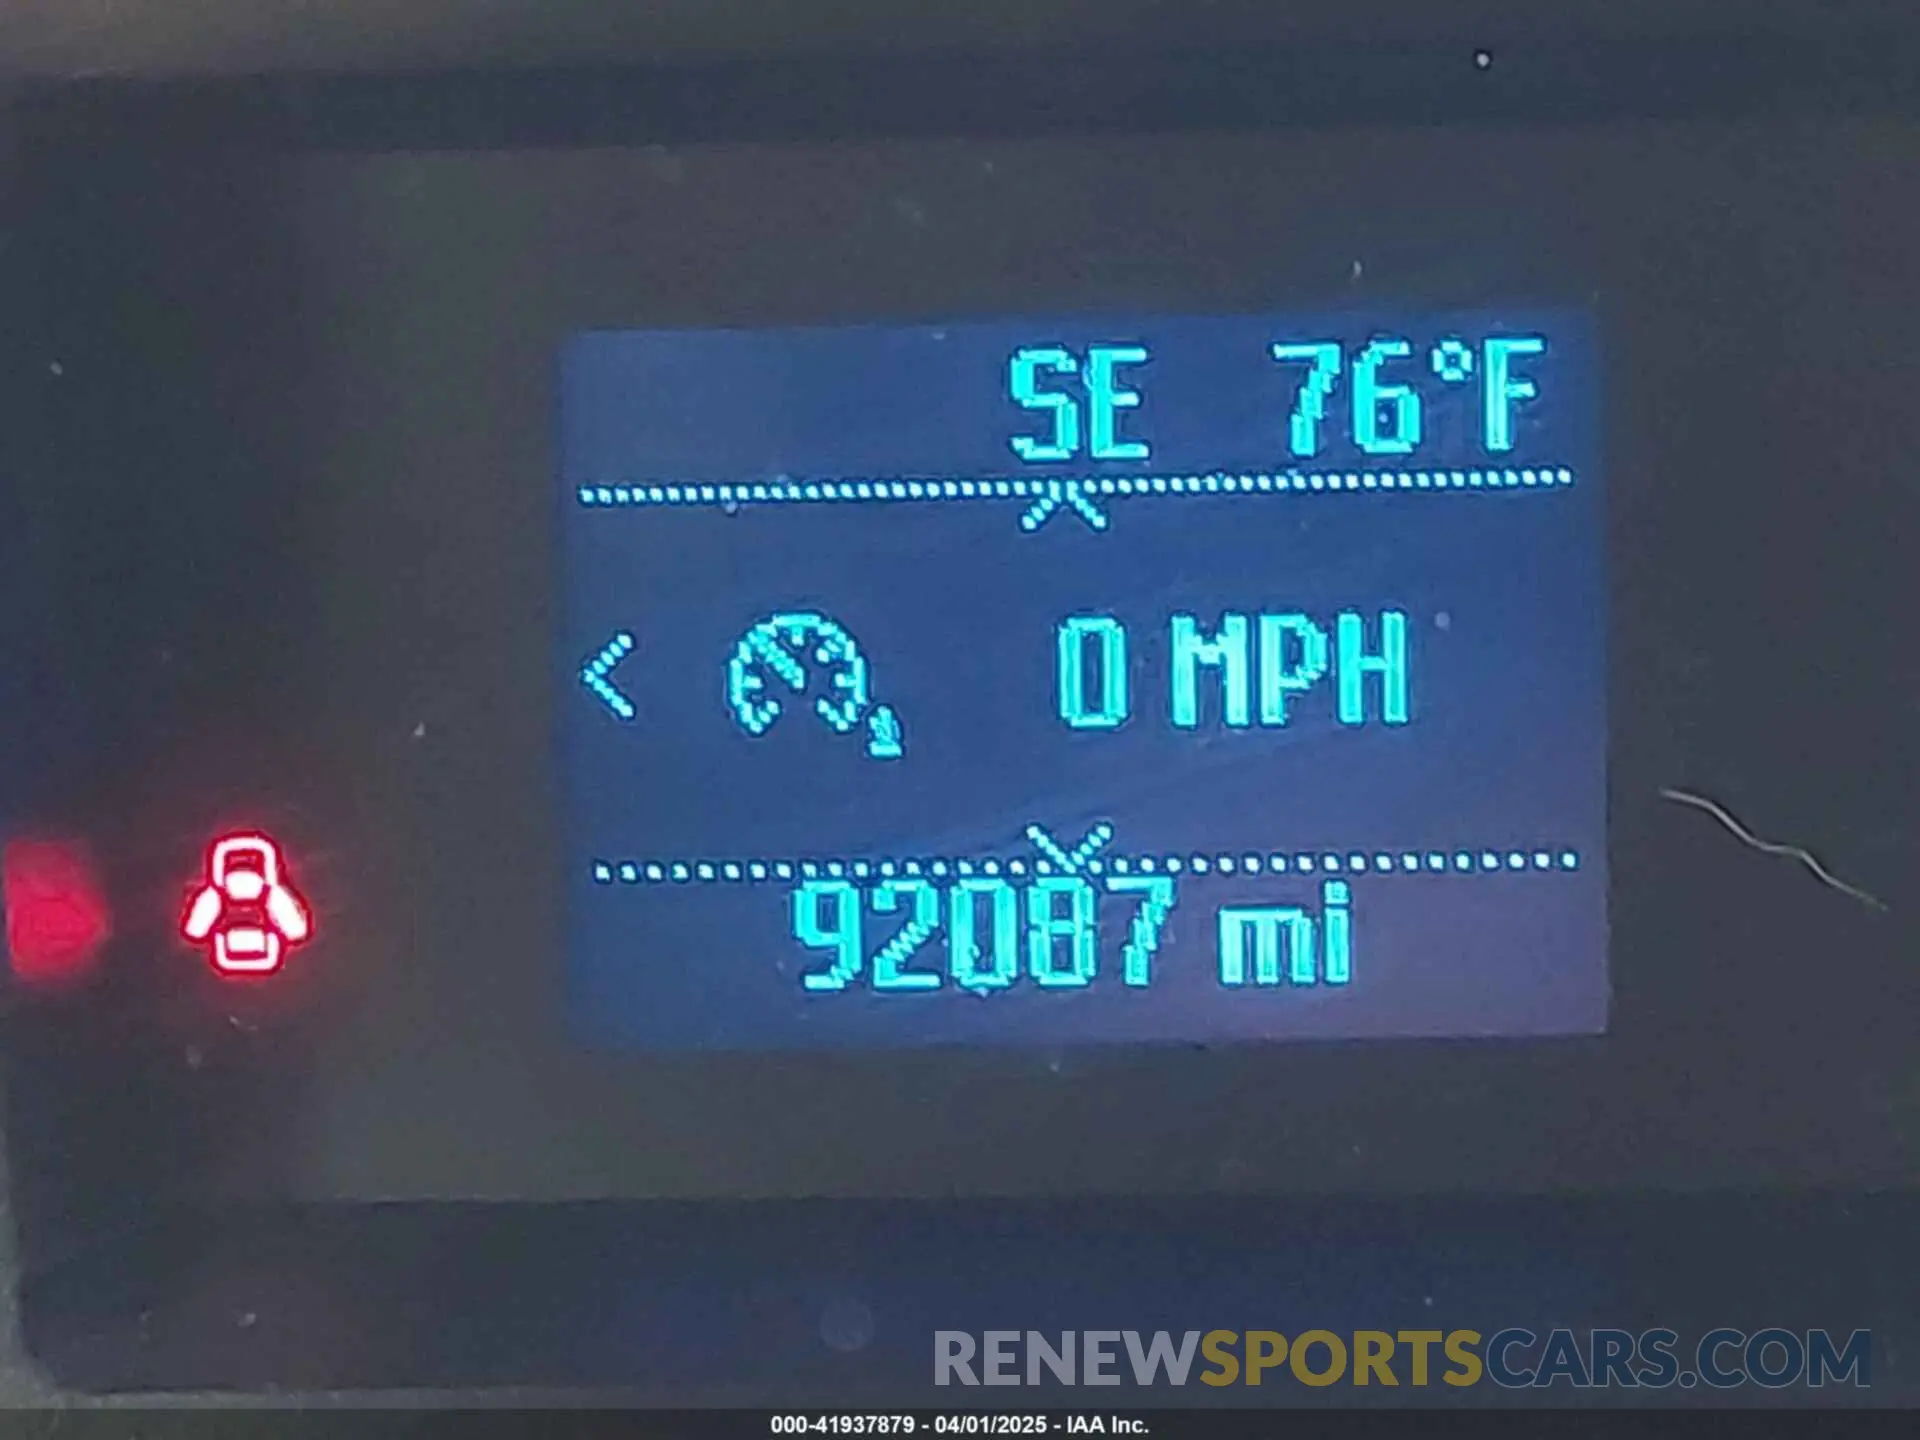 SE 76°F
0 MPH
92087 mi
RENEWSPORTSCARS.COM
000-41937879 - 04/01/2025 - IAA Inc.